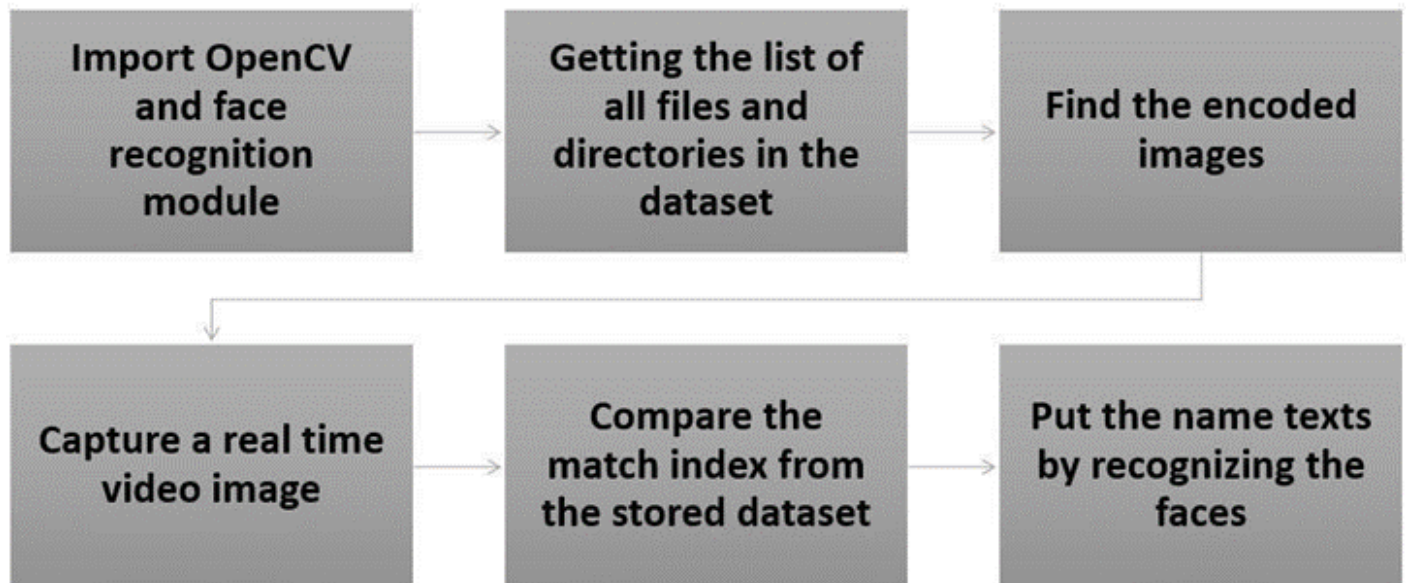 Import OpenCV
and face
recognition
module
Getting the list of
all files and
directories in the
dataset
Find the encoded
images
Capture a real time
video image
Compare the
match index from
the stored dataset
Put the name texts
by recognizing the
faces